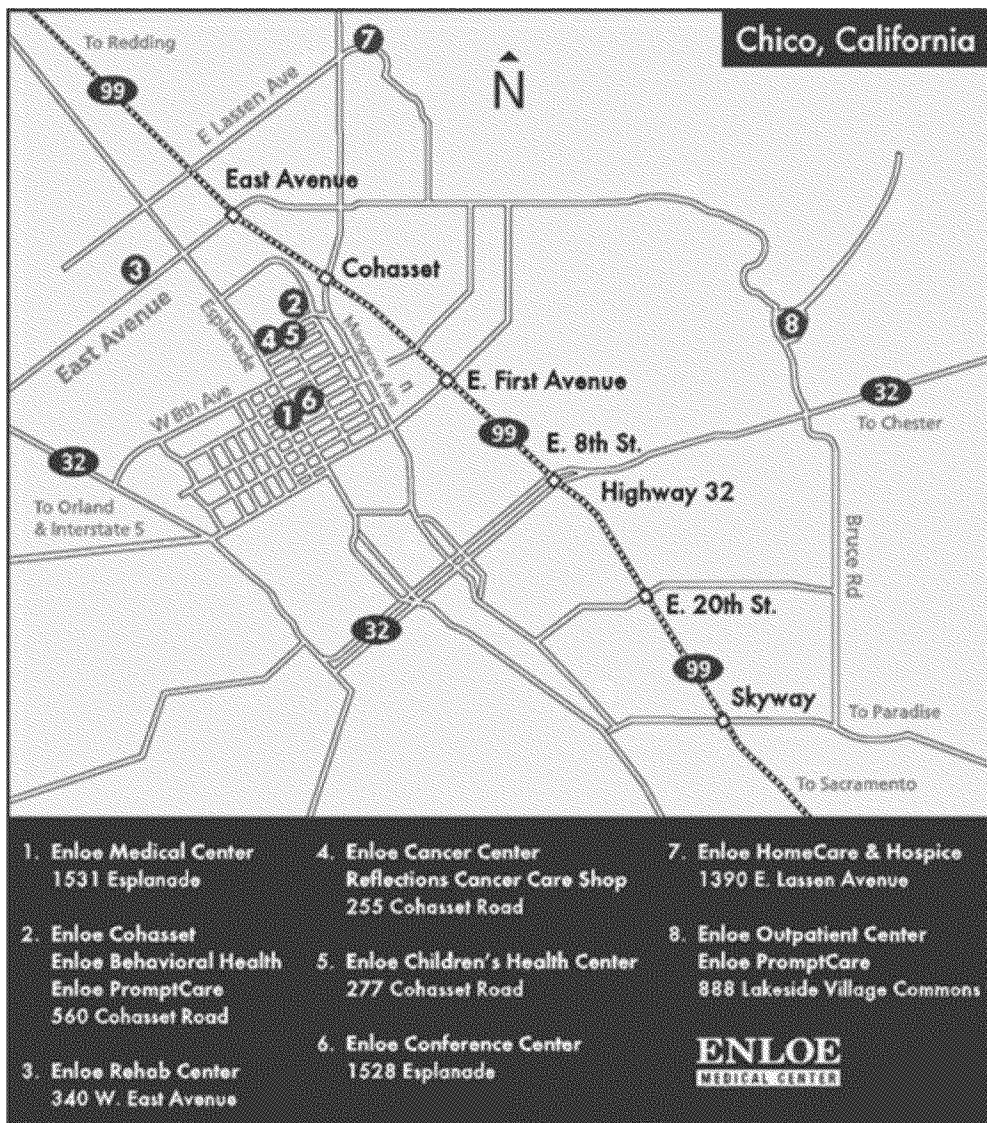 Chico, California
To Redding
7
99
N
E Lassen Ave
East Avenue
3
Cohasset
2
Esplanade
4 5
East Avenue
8
W 8th Ave
6
1
E. First Avenue
32
To Chester
99
E. 8th St.
32
Highway 32
To Orland
& Interstate 5
Bruce Rd
E. 20th St.
32
99
Skyway
To Paradise
To Sacramento
1. Enloe Medical Center
1531 Esplanade
2. Enloe Cohasset
Enloe Behavioral Health
Enloe PromptCare
560 Cohasset Road
3. Enloe Rehab Center
340 W. East Avenue
4. Enloe Cancer Center
Reflections Cancer Care Shop
255 Cohasset Road
5. Enloe Children's Health Center
277 Cohasset Road
6. Enloe Conference Center
1528 Esplanade
7. Enloe HomeCare & Hospice
1390 E. Lassen Avenue
8. Enloe Outpatient Center
Enloe PromptCare
888 Lakeside Village Commons
ENLOE
MEDICAL CENTER